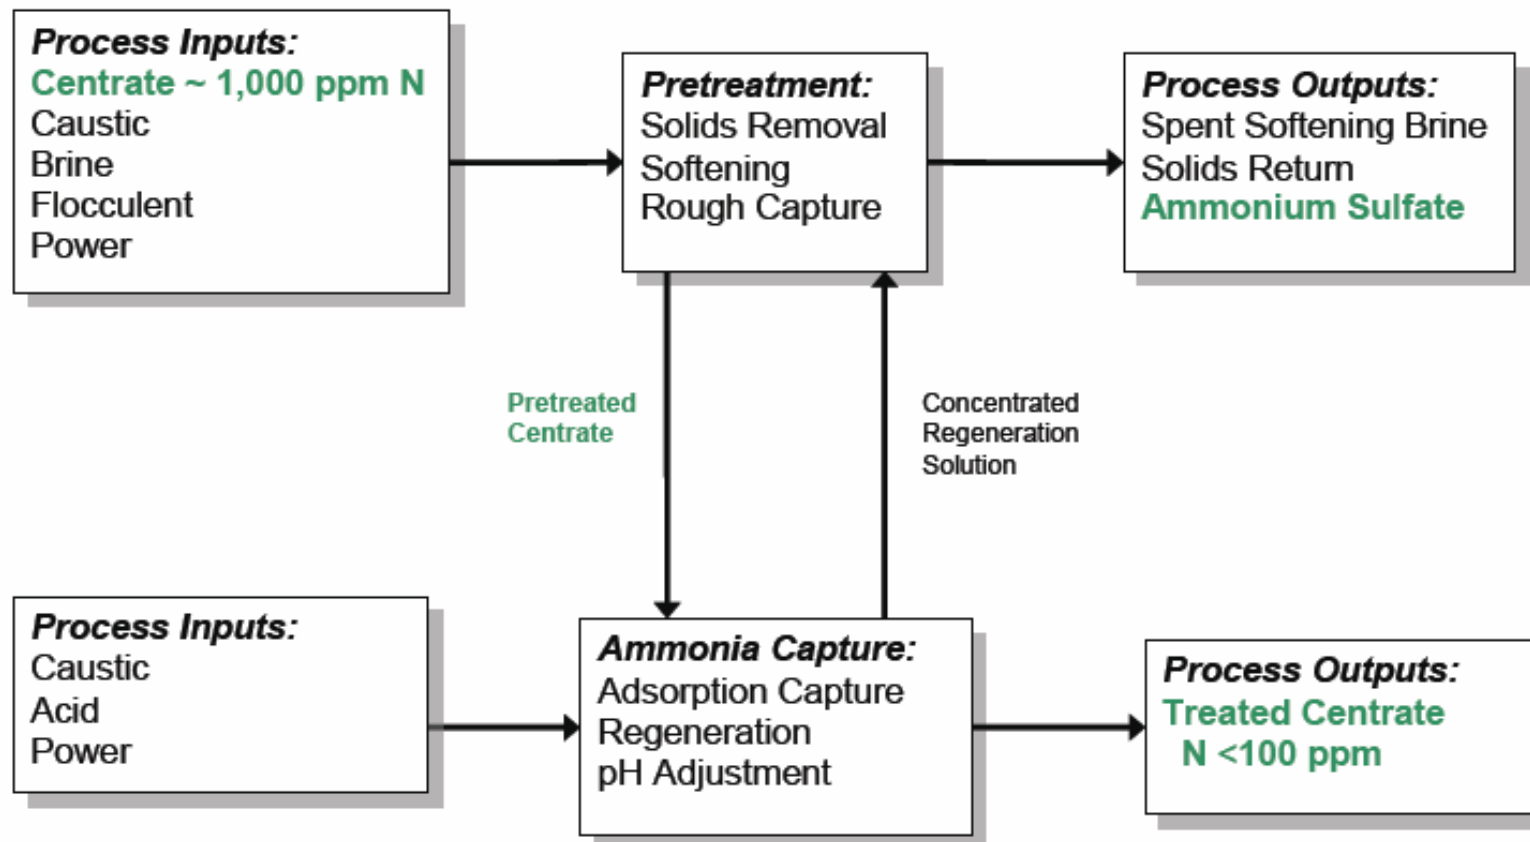 Process Inputs:
Centrate ~ 1,000 ppm N
Caustic
Brine
Flocculent
Power
Pretreatment:
Solids Removal
Softening
Rough Capture
Process Outputs:
Spent Softening Brine
Solids Return
Ammonium Sulfate
Pretreated
Centrate
Concentrated
Regeneration
Solution
Process Inputs:
Caustic
Acid
Power
Ammonia Capture:
Adsorption Capture
Regeneration
pH Adjustment
Process Outputs:
Treated Centrate
N <100 ppm